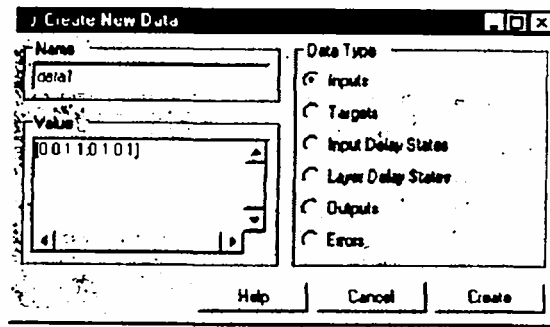 Create New Data
Name
data1
Value
[0 0 1 1;0 1 0 1]
Data Type
Inputs
Targets
Input Delay States
Layer Delay States
Outputs
Errors
Help
Cancel
Create